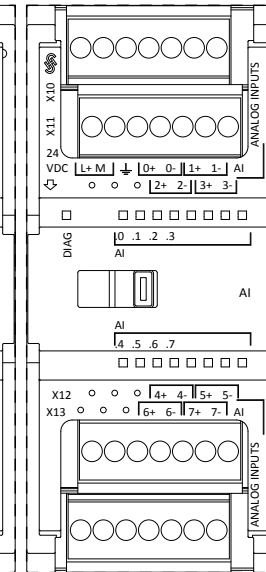 X10
X11
ANALOG INPUTS
24
VDC L+ M 0+ 0- 1+ 1- AI
2+ 2- 3+ 3-
DIAG
.0 .1 .2 .3
AI
AI
AI
.4 .5 .6 .7
X12 4+ 4- 5+ 5-
X13 6+ 6- 7+ 7- AI
ANALOG INPUTS